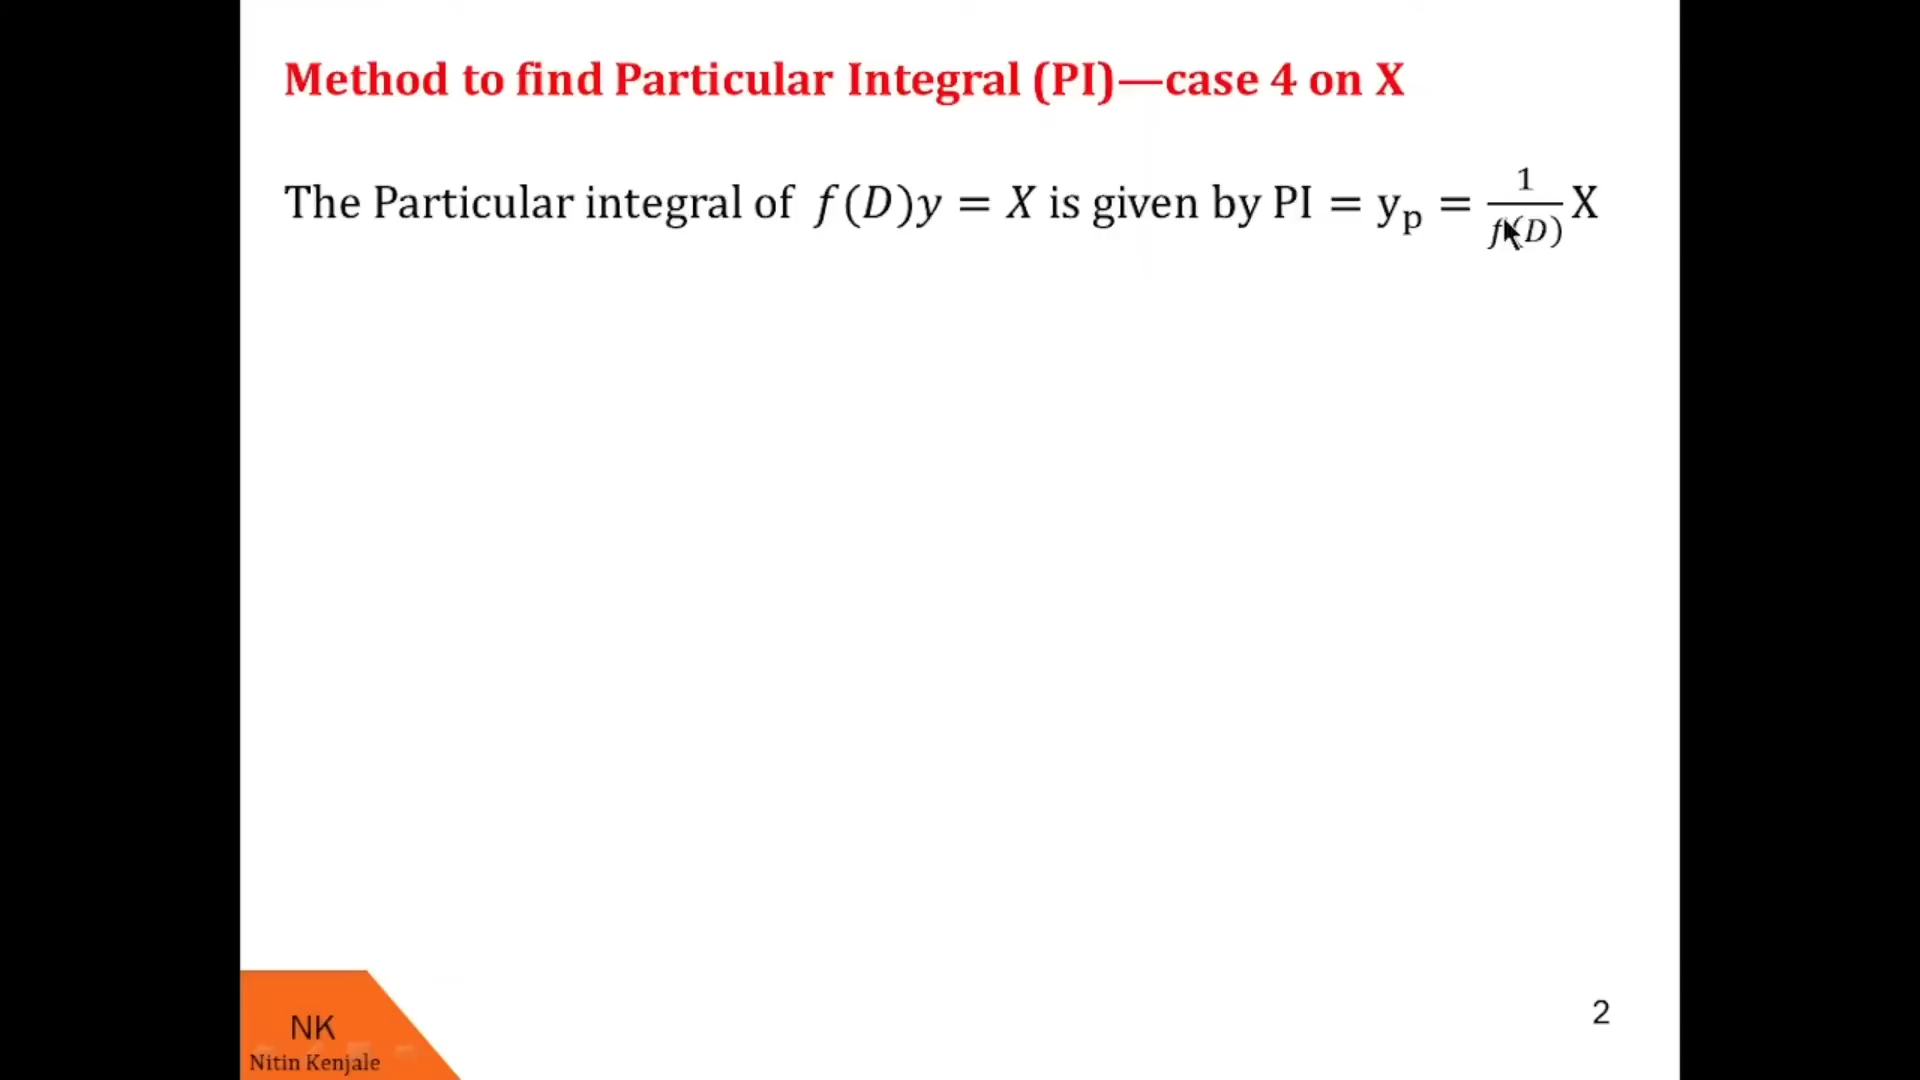 Method to find Particular Integral (PI)—case 4 on X
The Particular integral of f(D)y = X is given by PI = yₚ = 1/f(D) X
NK
Nitin Kenjale
2